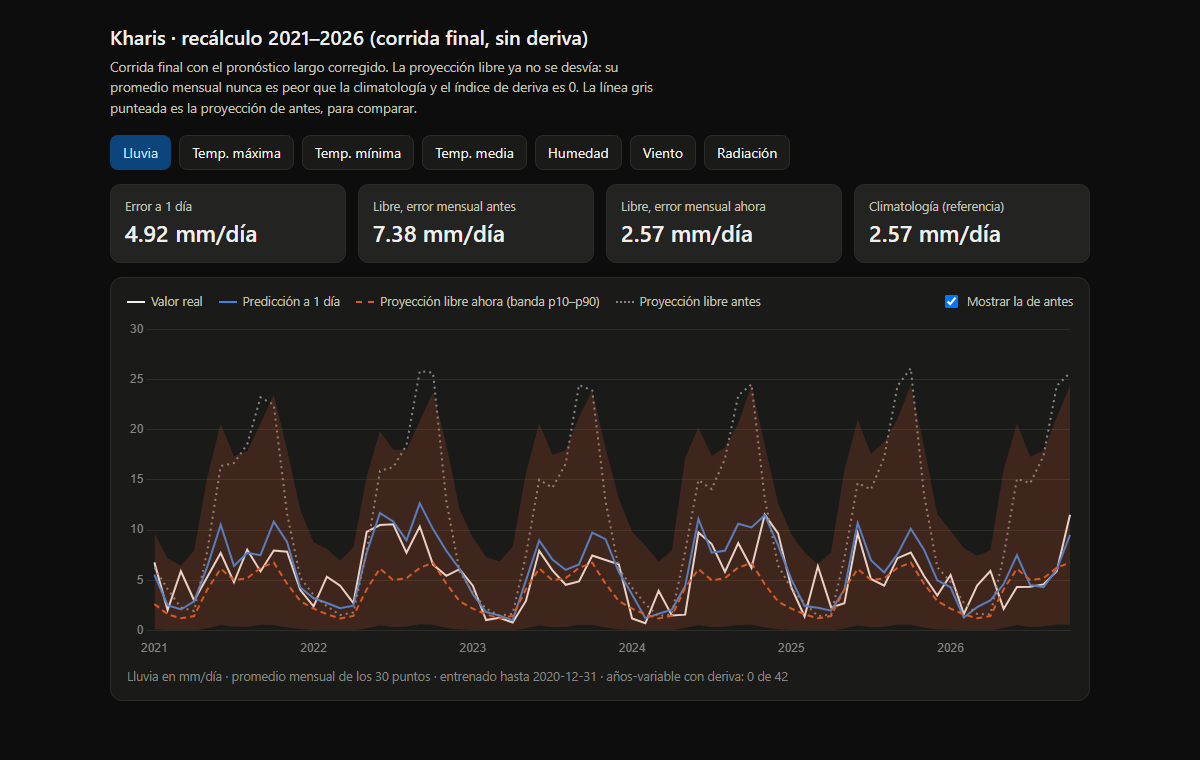 Kharis · recálculo 2021–2026 (corrida final, sin deriva)
Corrida final con el pronóstico largo corregido. La proyección libre ya no se desvía: su
promedio mensual nunca es peor que la climatología y el índice de deriva es 0. La línea gris
punteada es la proyección de antes, para comparar.
Lluvia Temp. máxima Temp. mínima Temp. media Humedad Viento Radiación
Error a 1 día
4.92 mm/día
Libre, error mensual antes
7.38 mm/día
Libre, error mensual ahora
2.57 mm/día
Climatología (referencia)
2.57 mm/día
Valor real Predicción a 1 día Proyección libre ahora (banda p10–p90) Proyección libre antes Mostrar la de antes
30
25
20
15
10
5
0
2021 2022 2023 2024 2025 2026
Lluvia en mm/día · promedio mensual de los 30 puntos · entrenado hasta 2020-12-31 · años-variable con deriva: 0 de 42